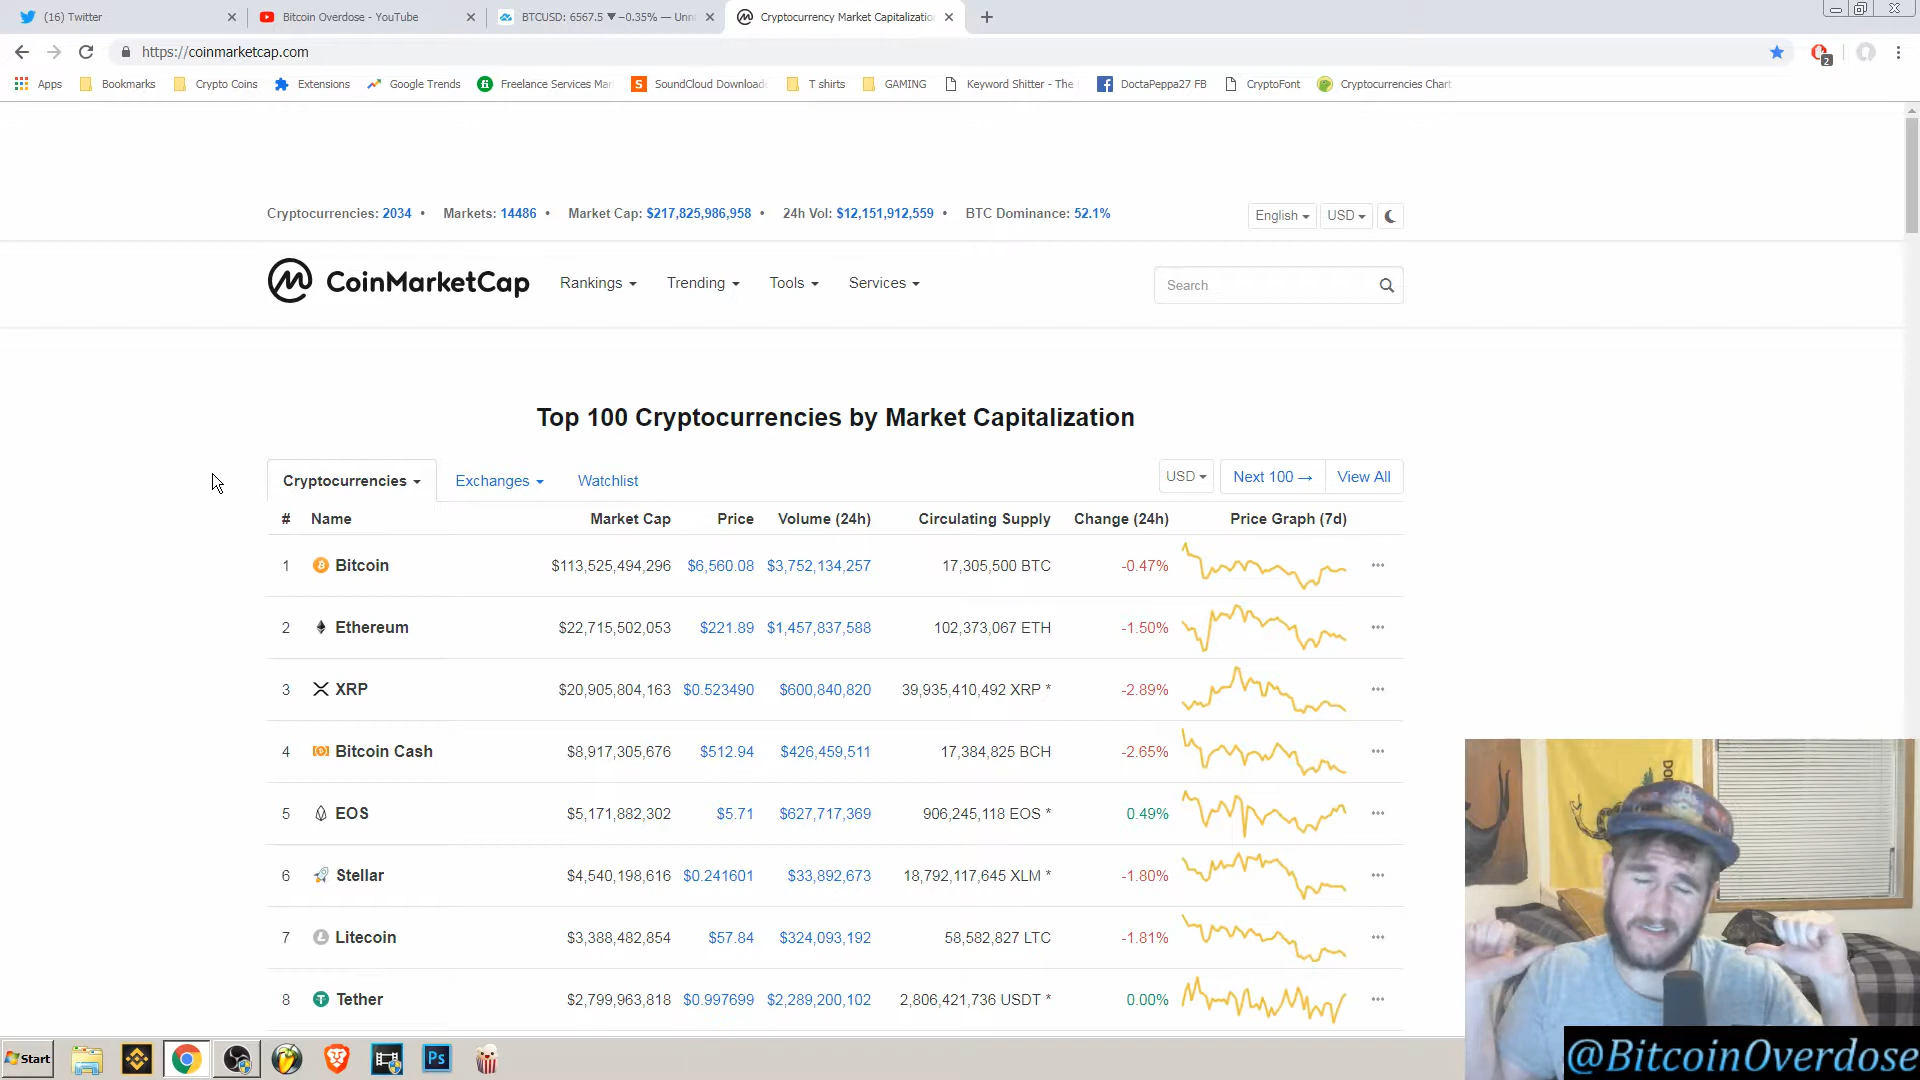 (16) Twitter
Bitcoin Overdose - YouTube
BTCUSD: 6567.5 ▼ −0.35% — Unn
Cryptocurrency Market Capitalizatio
https://coinmarketcap.com
2
Apps
Bookmarks
Crypto Coins
Extensions
Google Trends
Freelance Services Mar
SoundCloud Download
T shirts
GAMING
Keyword Shitter - The
DoctaPeppa27 FB
CryptoFont
Cryptocurrencies Chart
Cryptocurrencies: 2034 • Markets: 14486 • Market Cap: $217,825,986,958 • 24h Vol: $12,151,912,559 • BTC Dominance: 52.1%
English
USD
CoinMarketCap
Rankings
Trending
Tools
Services
Search
Top 100 Cryptocurrencies by Market Capitalization
Cryptocurrencies
Exchanges
Watchlist
USD
Next 100 →
View All
# Name Market Cap Price Volume (24h) Circulating Supply Change (24h) Price Graph (7d)
1 Bitcoin $113,525,494,296 $6,560.08 $3,752,134,257 17,305,500 BTC -0.47%
2 Ethereum $22,715,502,053 $221.89 $1,457,837,588 102,373,067 ETH -1.50%
3 XRP $20,905,804,163 $0.523490 $600,840,820 39,935,410,492 XRP * -2.89%
4 Bitcoin Cash $8,917,305,676 $512.94 $426,459,511 17,384,825 BCH -2.65%
5 EOS $5,171,882,302 $5.71 $627,717,369 906,245,118 EOS * 0.49%
6 Stellar $4,540,198,616 $0.241601 $33,892,673 18,792,117,645 XLM * -1.80%
7 Litecoin $3,388,482,854 $57.84 $324,093,192 58,582,827 LTC -1.81%
8 Tether $2,799,963,818 $0.997699 $2,289,200,102 2,806,421,736 USDT * 0.00%
Start
Ps
@BitcoinOverdose